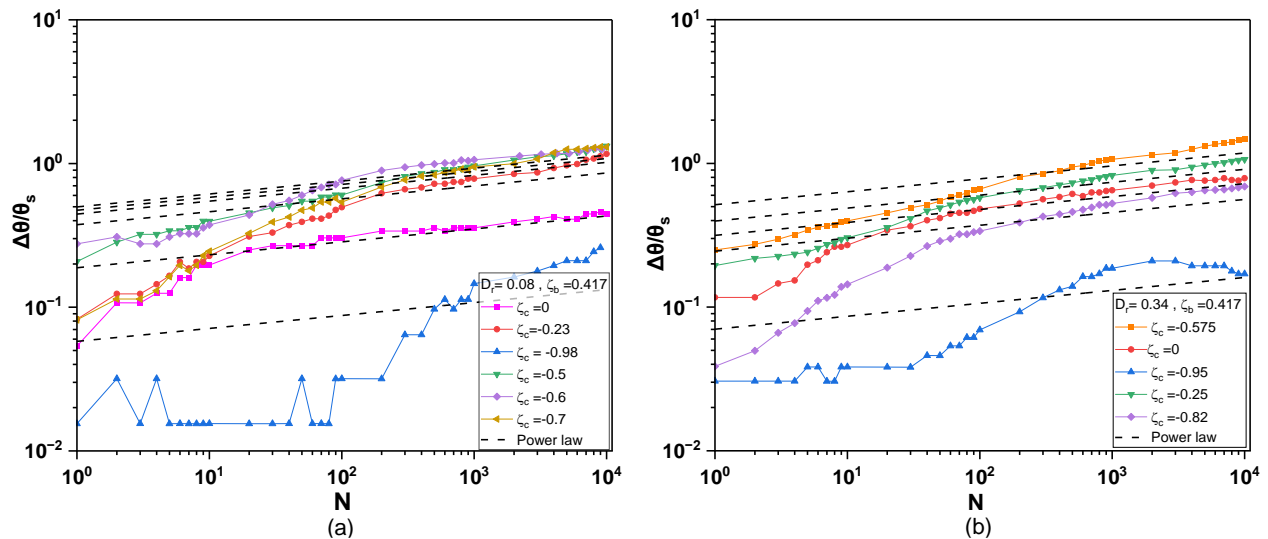 10¹
10⁰
10⁻¹
10⁻²
Δθ/θₛ
10⁰ 10¹ 10² 10³ 10⁴
N
(a)
Dᵣ= 0.08 , ζ_b =0.417
ζ_c =0
ζ_c=-0.23
ζ_c= -0.98
ζ_c =-0.5
ζ_c =-0.6
ζ_c =-0.7
Power law
10¹
10⁰
10⁻¹
10⁻²
Δθ/θₛ
10⁰ 10¹ 10² 10³ 10⁴
N
(b)
Dᵣ= 0.34 , ζ_b =0.417
ζ_c= -0.575
ζ_c =0
ζ_c= -0.95
ζ_c = -0.25
ζ_c = -0.82
Power law